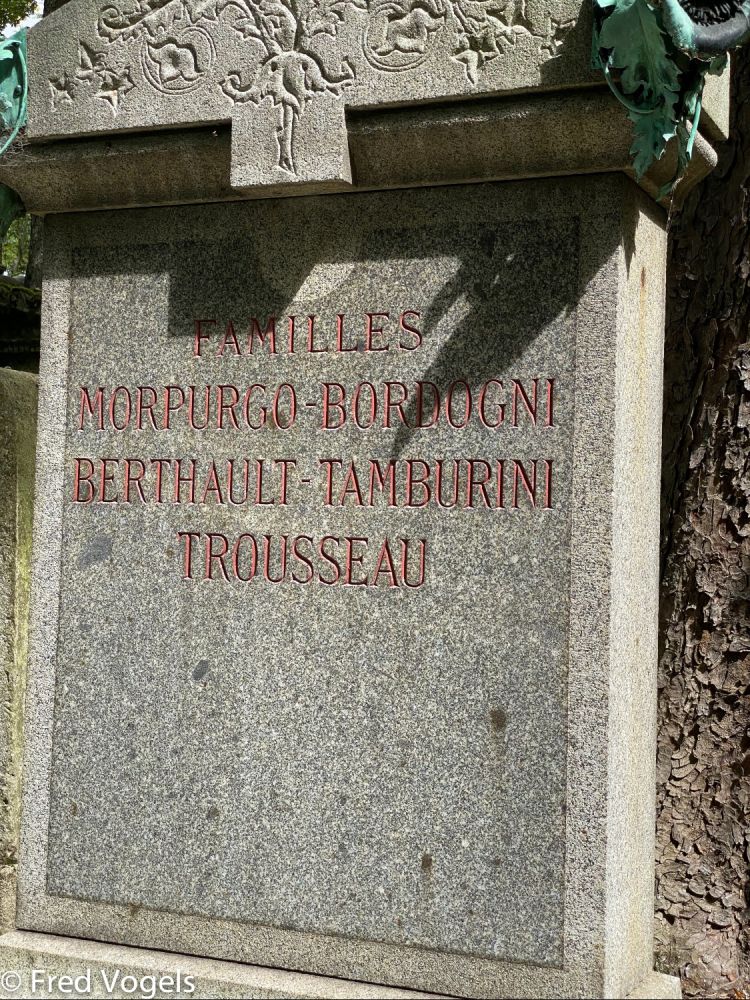 FAMILLES
MORPURGO-BORDOGNI
BERTHAULT-TAMBURINI
TROUSSEAU
© Fred Vogels